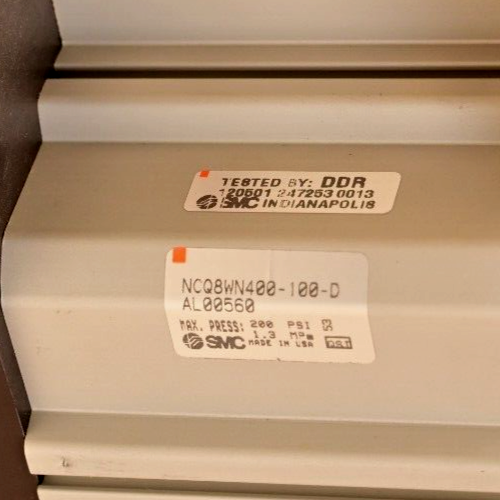 TESTED BY: DDR
120501 247253 0013
SMC INDIANAPOLIS
NCQ8WN400-100-D
AL00560
MAX. PRESS: 200 PSI
1.3 MPa
SMC MADE IN USA